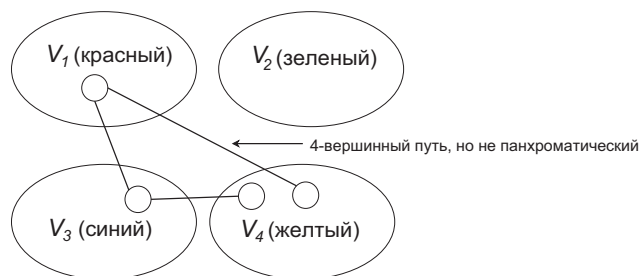 V1 (красный)
V2 (зеленый)
4-вершинный путь, но не панхроматический
V3 (синий)
V4 (желтый)